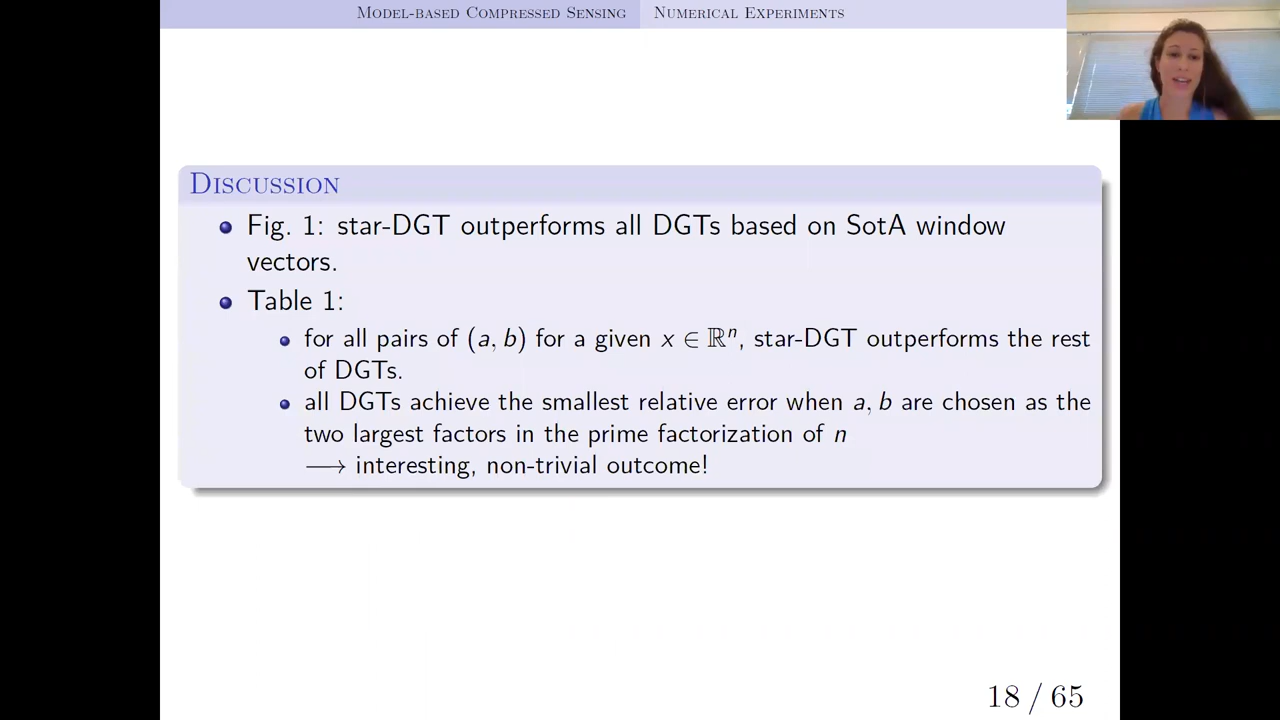 Model-based Compressed Sensing Numerical Experiments
Discussion
Fig. 1: star-DGT outperforms all DGTs based on SotA window
vectors.
Table 1:
for all pairs of (a, b) for a given x ∈ ℝⁿ, star-DGT outperforms the rest
of DGTs.
all DGTs achieve the smallest relative error when a, b are chosen as the
two largest factors in the prime factorization of n
⟶ interesting, non-trivial outcome!
18 / 65